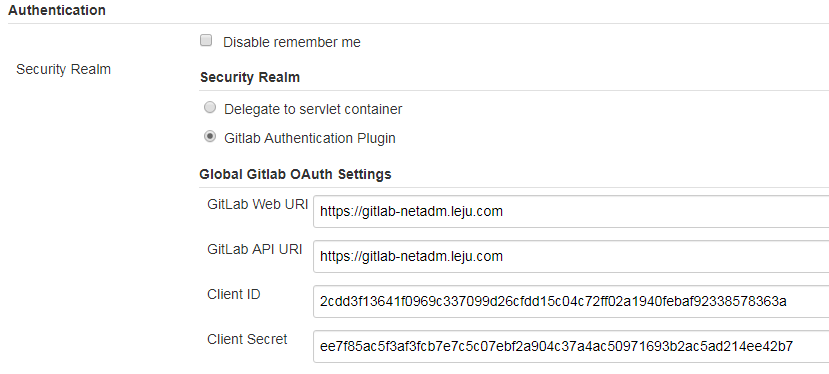 Authentication
Disable remember me
Security Realm
Security Realm
Delegate to servlet container
Gitlab Authentication Plugin
Global Gitlab OAuth Settings
GitLab Web URI https://gitlab-netadm.leju.com
GitLab API URI https://gitlab-netadm.leju.com
Client ID 2cdd3f13641f0969c337099d26cfdd15c04c72ff02a1940febaf92338578363a
Client Secret ee7f85ac5f3af3fcb7e7c5c07ebf2a904c37a4ac50971693b2ac5ad214ee42b7